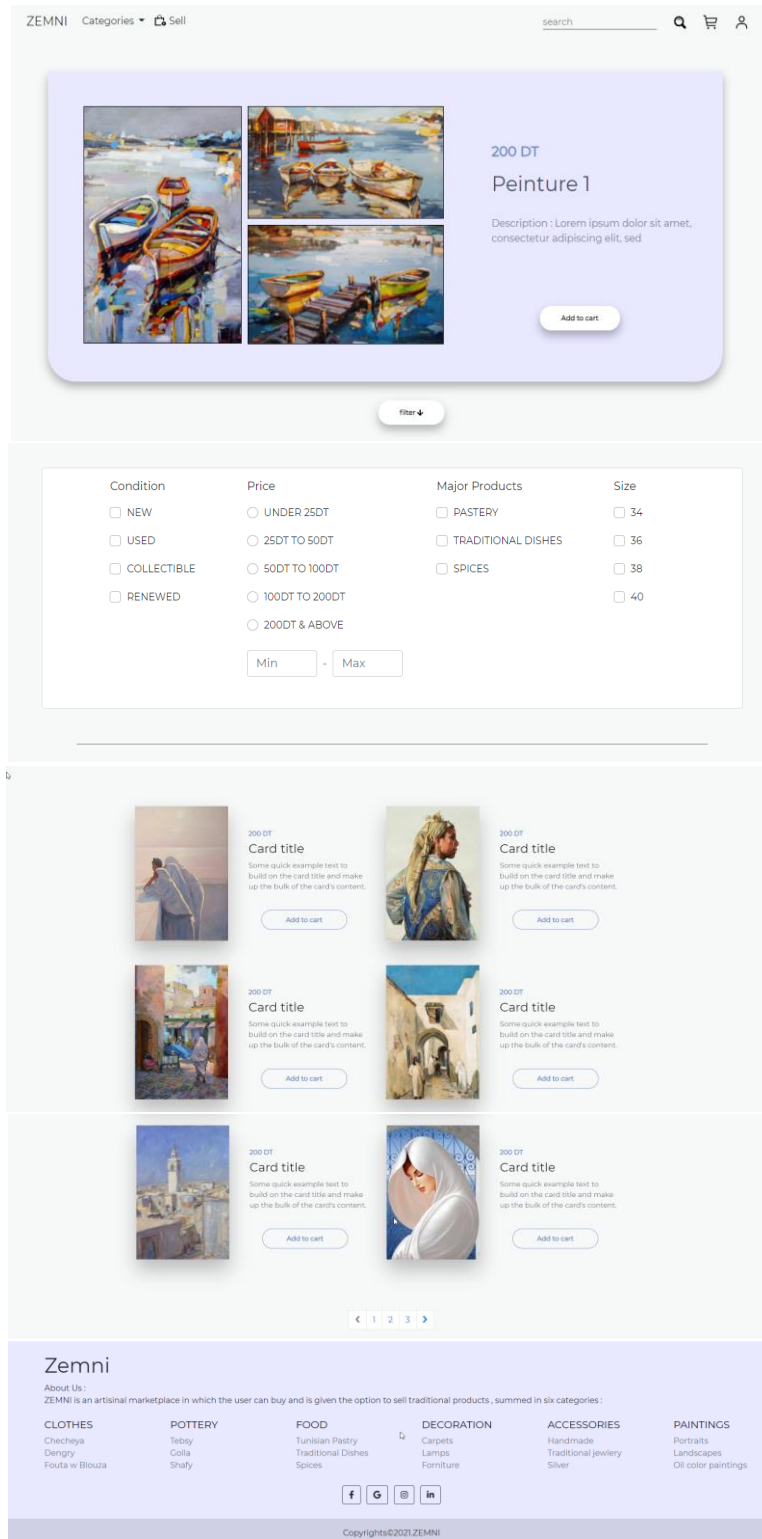 ZEMNI Categories Sell search
200 DT
Peinture 1
Description : Lorem ipsum dolor sit amet,
consectetur adipiscing elit, sed
Add to cart
filter
Condition Price Major Products Size
NEW UNDER 25DT PASTERY 34
USED 25DT TO 50DT TRADITIONAL DISHES 36
COLLECTIBLE 50DT TO 100DT SPICES 38
RENEWED 100DT TO 200DT 40
200DT & ABOVE
Min - Max
200 DT
Card title
Some quick example text to
build on the card title and make
up the bulk of the card's content.
Add to cart
200 DT
Card title
Some quick example text to
build on the card title and make
up the bulk of the card's content.
Add to cart
200 DT
Card title
Some quick example text to
build on the card title and make
up the bulk of the card's content.
Add to cart
200 DT
Card title
Some quick example text to
build on the card title and make
up the bulk of the card's content.
Add to cart
200 DT
Card title
Some quick example text to
build on the card title and make
up the bulk of the card's content.
Add to cart
200 DT
Card title
Some quick example text to
build on the card title and make
up the bulk of the card's content.
Add to cart
1 2 3
Zemni
About Us :
ZEMNI is an artisinal marketplace in which the user can buy and is given the option to sell traditional products , summed in six categories :
CLOTHES POTTERY FOOD DECORATION ACCESSORIES PAINTINGS
Checheya Tebsy Tunisian Pastry Carpets Handmade Portraits
Dengry Golla Traditional Dishes Lamps Traditional jewlery Landscapes
Fouta w Blouza Shafy Spices Forniture Silver Oil color paintings
f G in
Copyrights©2021.ZEMNI